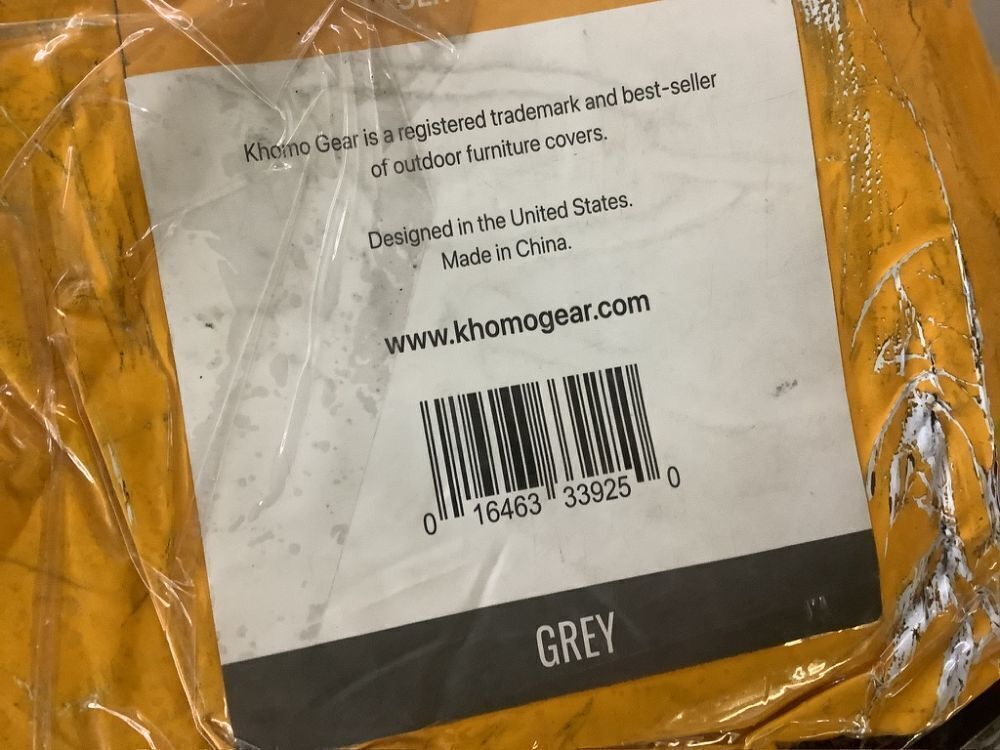 Khomo Gear is a registered trademark and best-seller
of outdoor furniture covers.
Designed in the United States.
Made in China.
www.khomogear.com
0 16463 33925 0
GREY